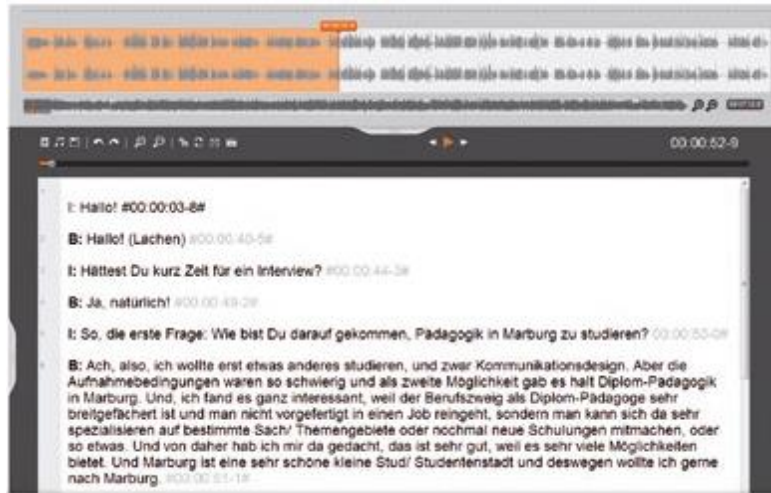 00:00:52-9
I: Hallo! #00:00:03-8#
B: Hallo! (Lachen) #00:00:40-5#
I: Hättest Du kurz Zeit für ein Interview? #00:00:44-3#
B: Ja, natürlich! #00:00:49-2#
I: So, die erste Frage: Wie bist Du darauf gekommen, Pädagogik in Marburg zu studieren?
B: Ach, also, ich wollte erst etwas anderes studieren, und zwar Kommunikationsdesign. Aber die
Aufnahmebedingungen waren so schwierig und als zweite Möglichkeit gab es halt Diplom-Pädagogik
in Marburg. Und, ich fand es ganz interessant, weil der Berufszweig als Diplom-Pädagoge sehr
breitgefächert ist und man nicht vorgefertigt in einen Job reingeht, sondern man kann sich da sehr
spezialisieren auf bestimmte Sach/ Themengebiete oder nochmal neue Schulungen mitmachen, oder
so etwas. Und von daher hab ich mir da gedacht, das ist sehr gut, weil es sehr viele Möglichkeiten
bietet. Und Marburg ist eine sehr schöne kleine Stud/ Studentenstadt und deswegen wollte ich gerne
nach Marburg. #00:00:51-1#